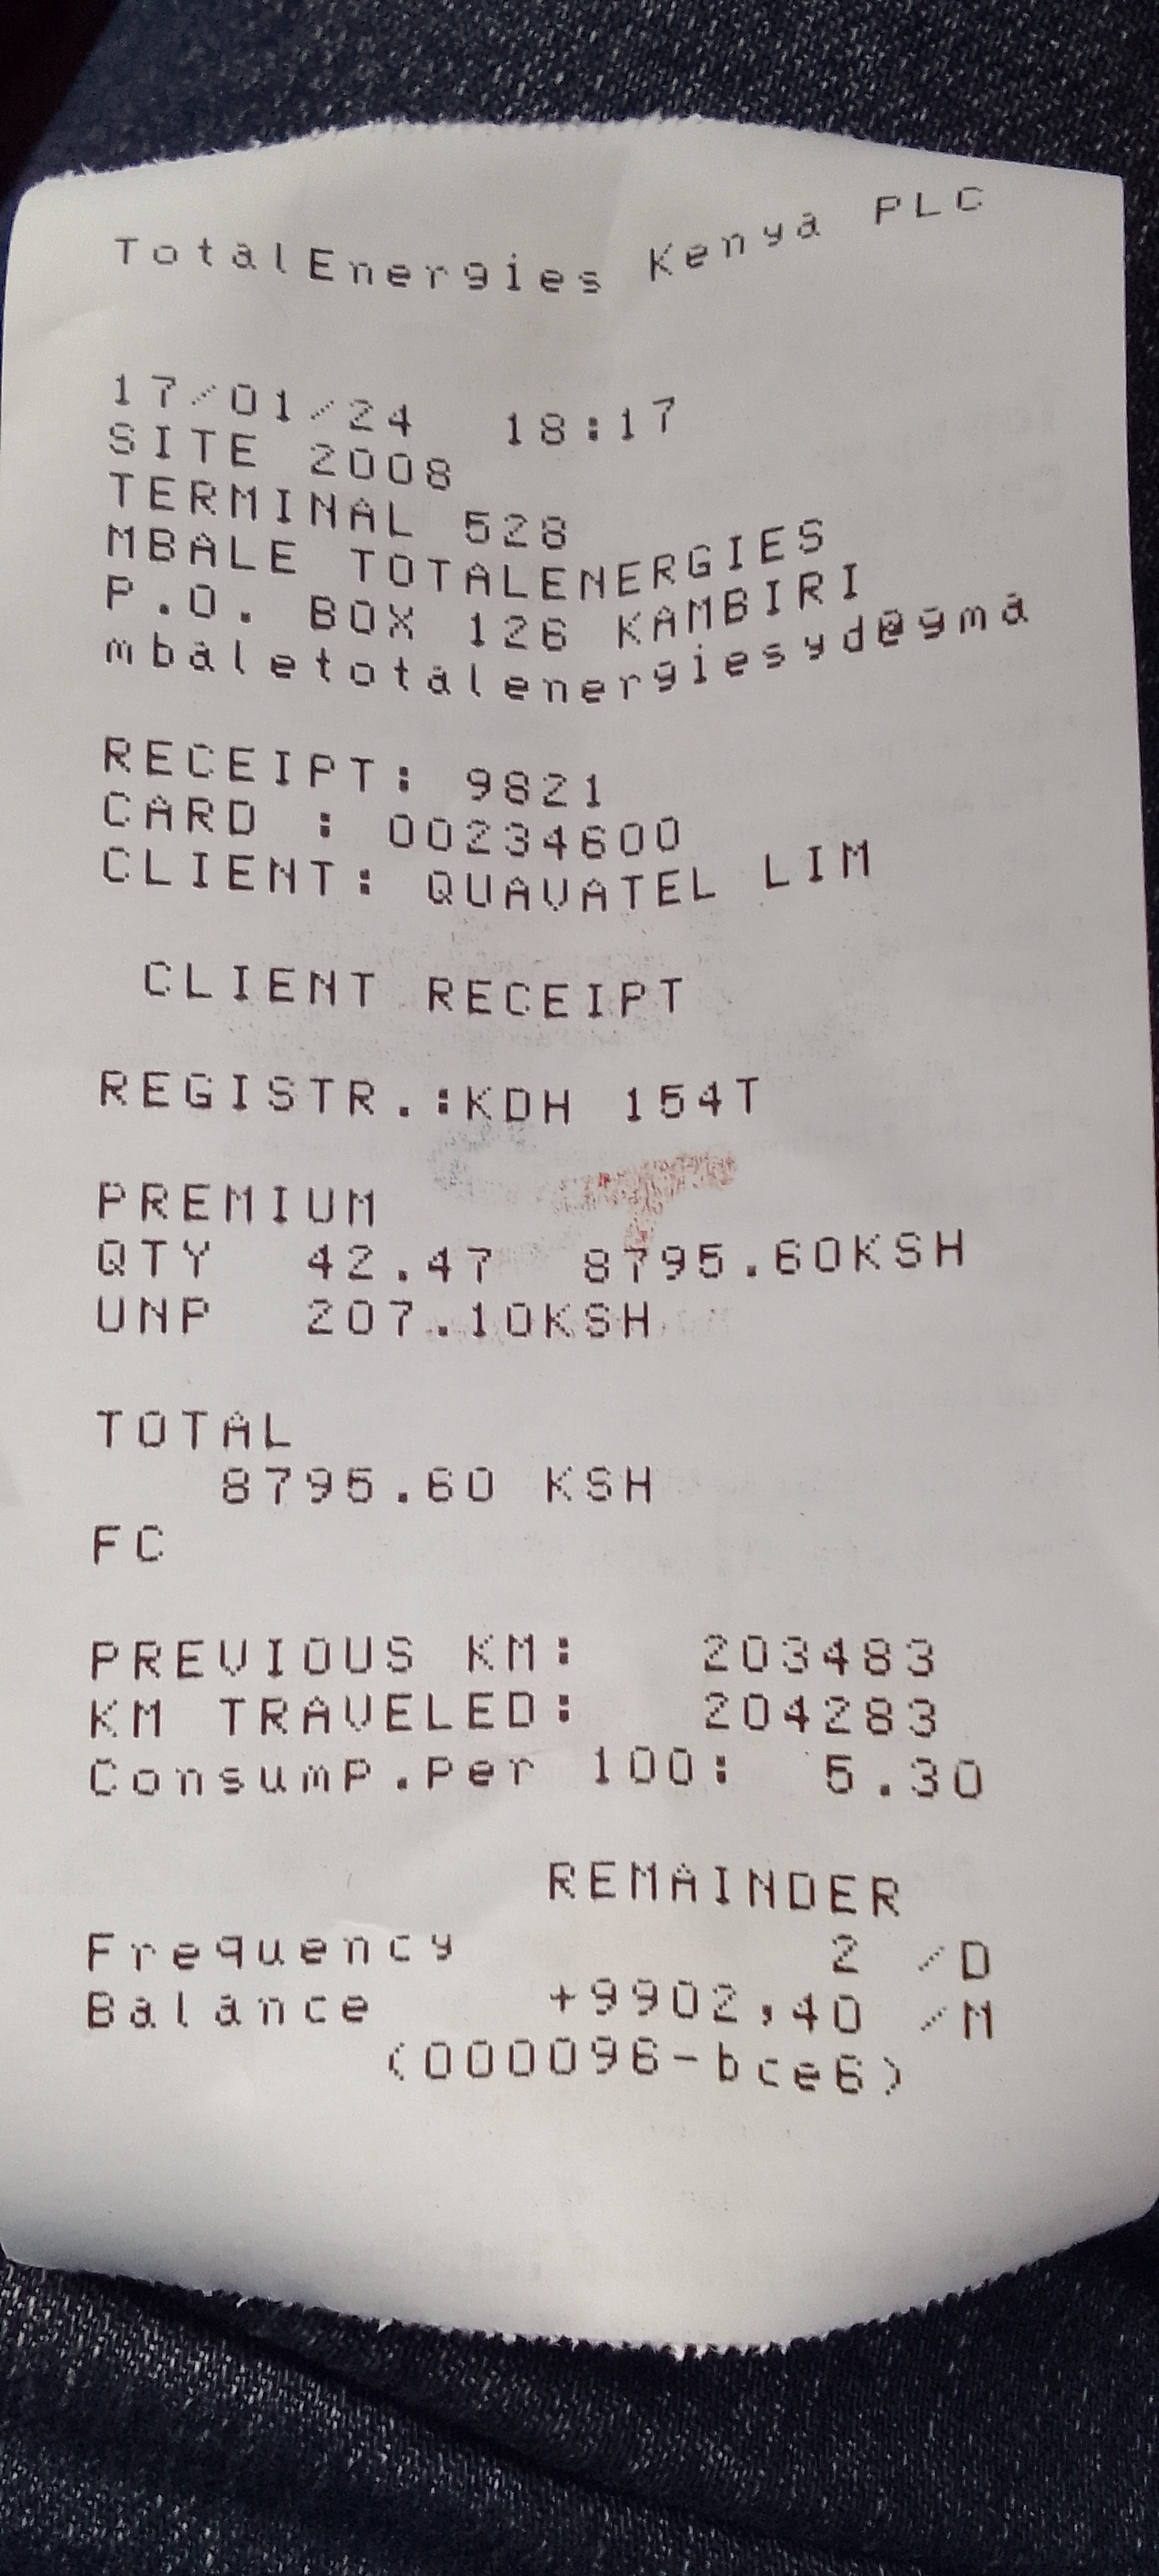 TotalEnergies Kenya PLC
17/01/24 18:17
SITE 2008
TERMINAL 528
MBALE TOTALENERGIES
P.O. BOX 126 KAMBIRI
mbaletotalenergiesyd@gma
RECEIPT: 9821
CARD : 00234600
CLIENT: QUAVATEL LIM
CLIENT RECEIPT
REGISTR.:KDH 154T
PREMIUM
QTY 42.47 8795.60KSH
UNP 207.10KSH
TOTAL
8795.60 KSH
FC
PREVIOUS KM: 203483
KM TRAVELED: 204283
Consump.Per 100: 5.30
REMAINDER
Frequency 2 /D
Balance +9902,40 /M
(000096-bce6)